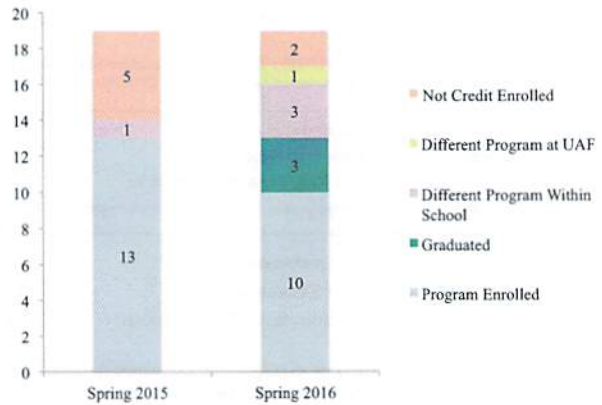 20
18
16
14
12
10
8
6
4
2
0
5
1
13
2
1
3
3
10
Spring 2015
Spring 2016
Not Credit Enrolled
Different Program at UAF
Different Program Within
School
Graduated
Program Enrolled